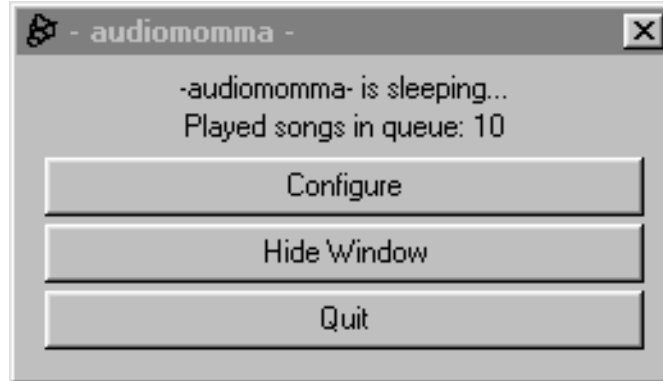 - audiomomma -
-audiomomma- is sleeping...
Played songs in queue: 10
Configure
Hide Window
Quit